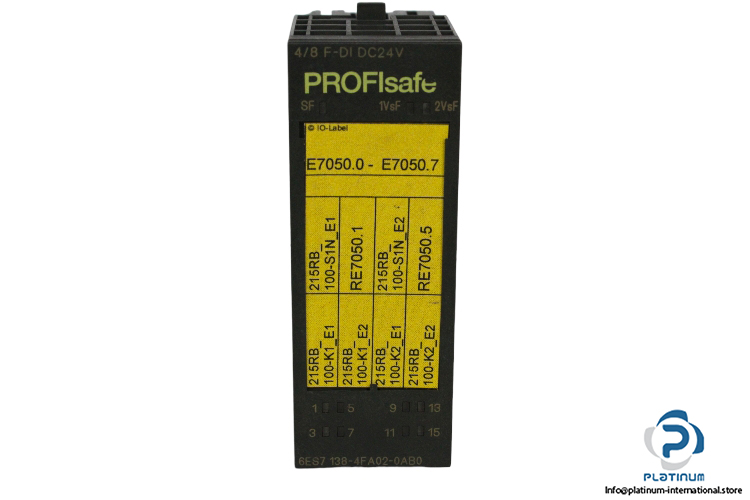 4/8 F-DI DC24V
PROFIsafe
SF 1VsF 2VsF
© IO-Label
E7050.0 - E7050.7
215RB_
100-S1N_E1
RE7050.1
215RB_
100-S1N_E2
RE7050.5
215RB_
100-K1_E1
215RB_
100-K1_E2
215RB_
100-K2_E1
215RB_
100-K2_E2
1 5 9 13
3 7 11 15
6ES7 138-4FA02-0AB0
PLATINUM
Info@platinum-international.store